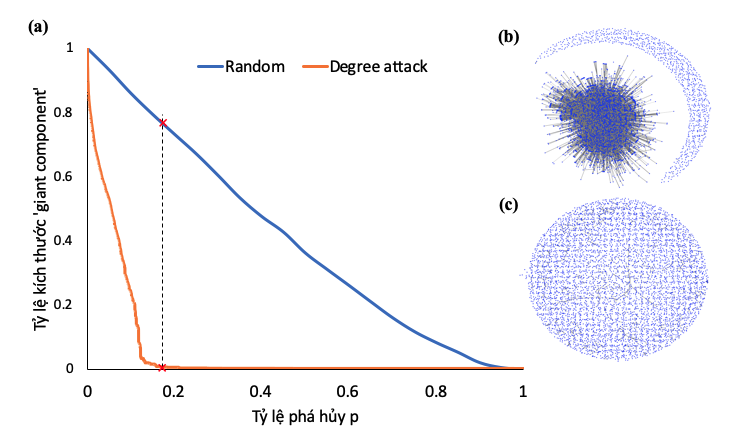 (a)
Random
Degree attack
Tỷ lệ kích thước 'giant component'
1
0.8
0.6
0.4
0.2
0
0
0.2
0.4
0.6
0.8
1
Tỷ lệ phá hủy p
(b)
(c)